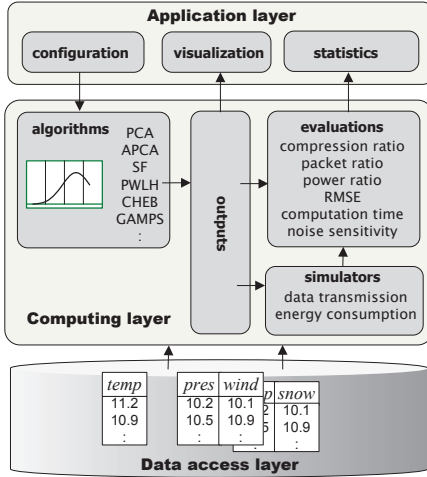 Application layer
configuration
visualization
statistics
algorithms
PCA
APCA
SF
PWLH
CHEB
GAMPS
:
outputs
evaluations
compression ratio
packet ratio
power ratio
RMSE
computation time
noise sensitivity
simulators
data transmission
energy consumption
Computing layer
temp
11.2
10.9
:
pres wind
10.2 10.1
10.5 10.9
: :
snow
10.1
10.9
:
Data access layer